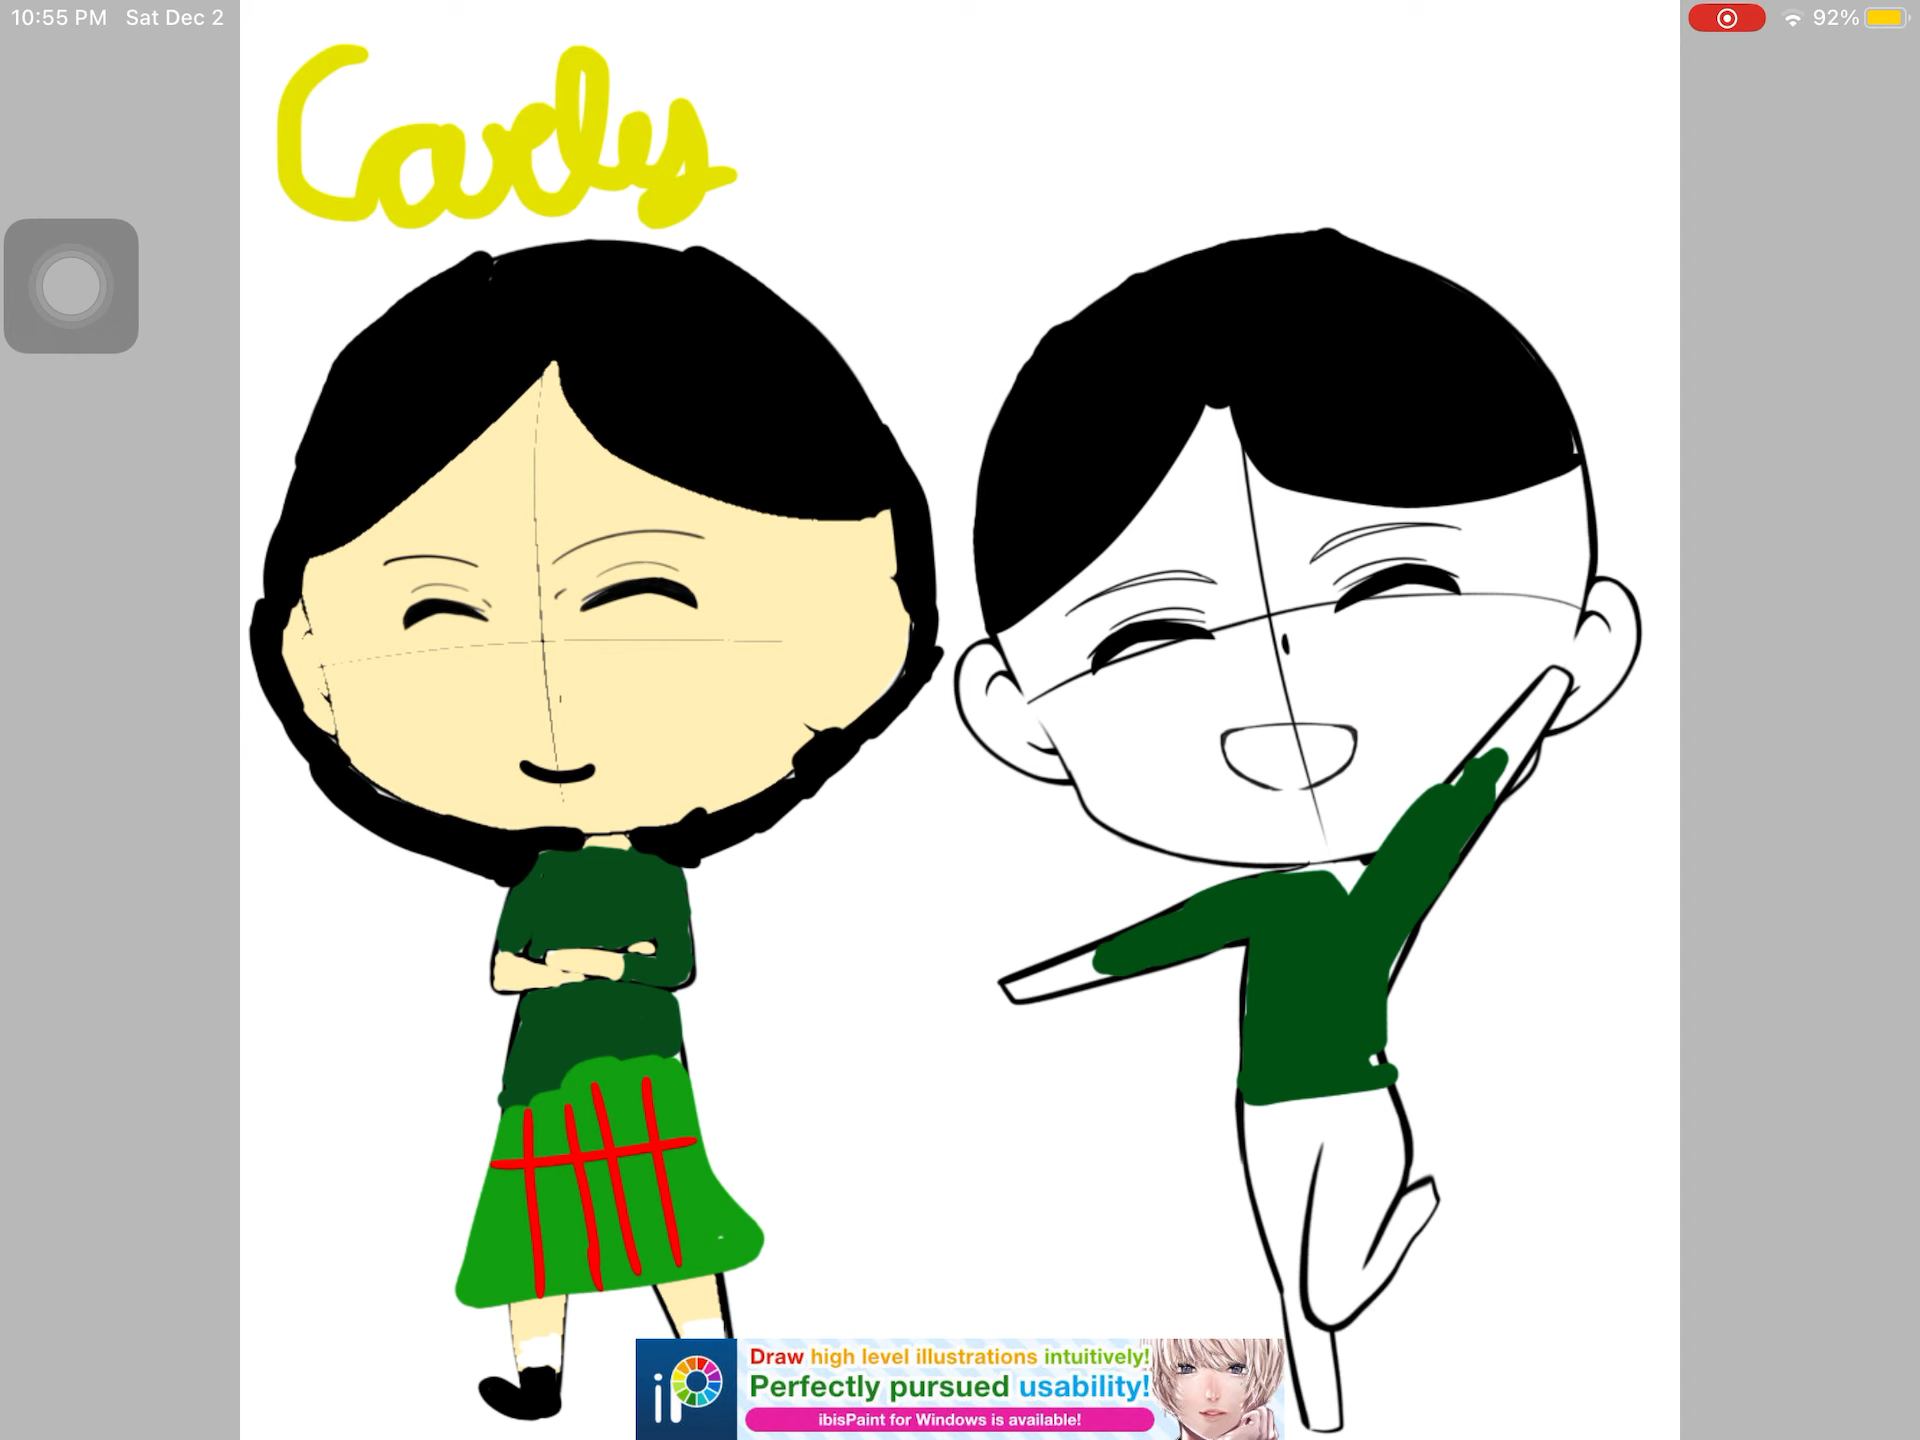 10:55 PM Sat Dec 2
92%
Carly
iP
Draw high level illustrations intuitively!
Perfectly pursued usability!
ibisPaint for Windows is available!